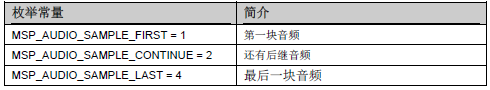 枚举常量 简介
MSP_AUDIO_SAMPLE_FIRST = 1 第一块音频
MSP_AUDIO_SAMPLE_CONTINUE = 2 还有后继音频
MSP_AUDIO_SAMPLE_LAST = 4 最后一块音频